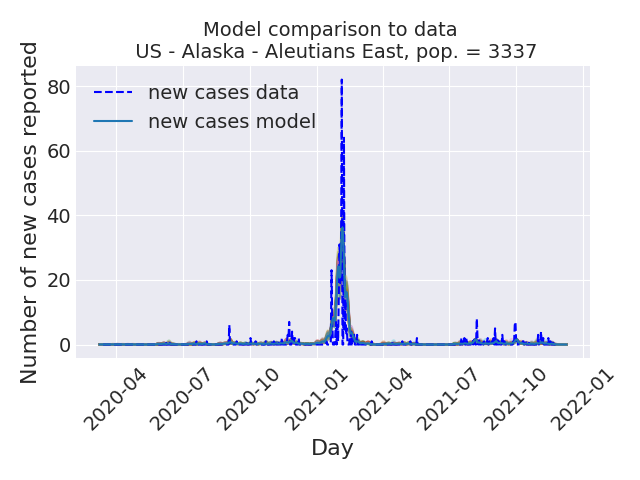 Model comparison to data
US - Alaska - Aleutians East, pop. = 3337
Number of new cases reported
80
60
40
20
0
new cases data
new cases model
2020-04
2020-07
2020-10
2021-01
2021-04
2021-07
2021-10
2022-01
Day